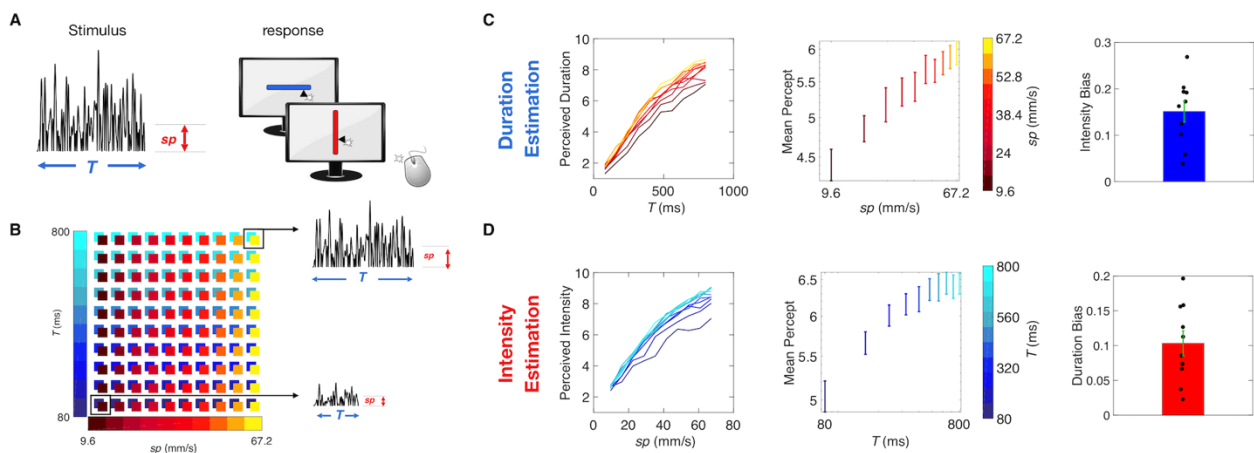 A
Stimulus
response
sp
T
B
800
T (ms)
80
9.6
67.2
sp (mm/s)
sp
T
sp
T
C
Duration
Estimation
Perceived Duration
10
8
6
4
2
0
500
1000
T (ms)
Mean Percept
6
5.5
5
4.5
9.6
67.2
sp (mm/s)
67.2
52.8
38.4
24
9.6
sp (mm/s)
Intensity Bias
0.3
0.2
0.1
0
D
Intensity
Estimation
Perceived Intensity
10
8
6
4
2
0
0
20
40
60
80
sp (mm/s)
Mean Percept
6.5
6
5.5
5
80
800
T (ms)
800
560
320
80
T (ms)
Duration Bias
0.2
0.15
0.1
0.05
0